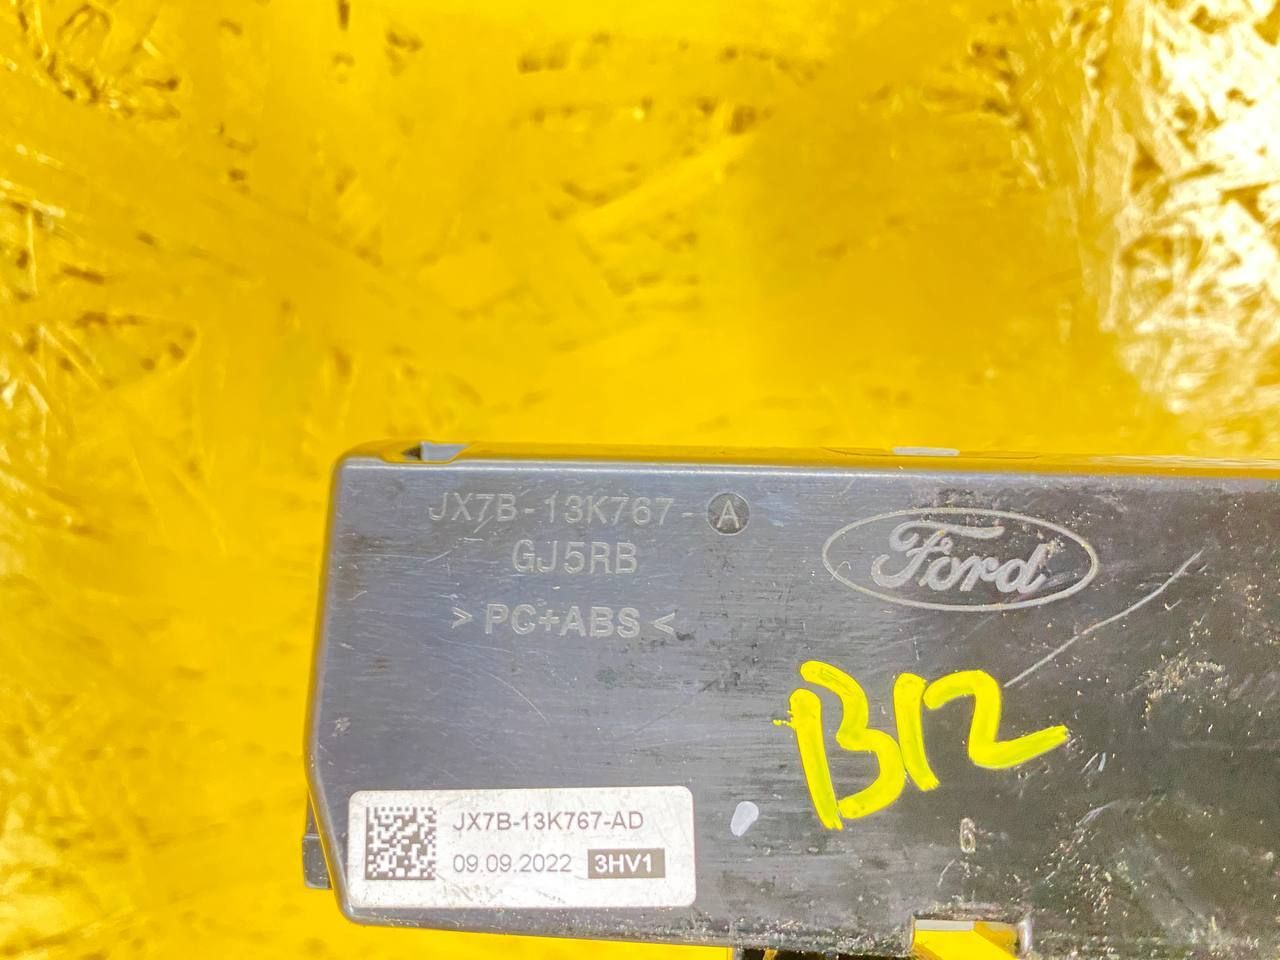 JX7B-13K767-A
GJ5RB
>PC+ABS<
Ford
B12
6
JX7B-13K767-AD
09.09.2022 3HV1